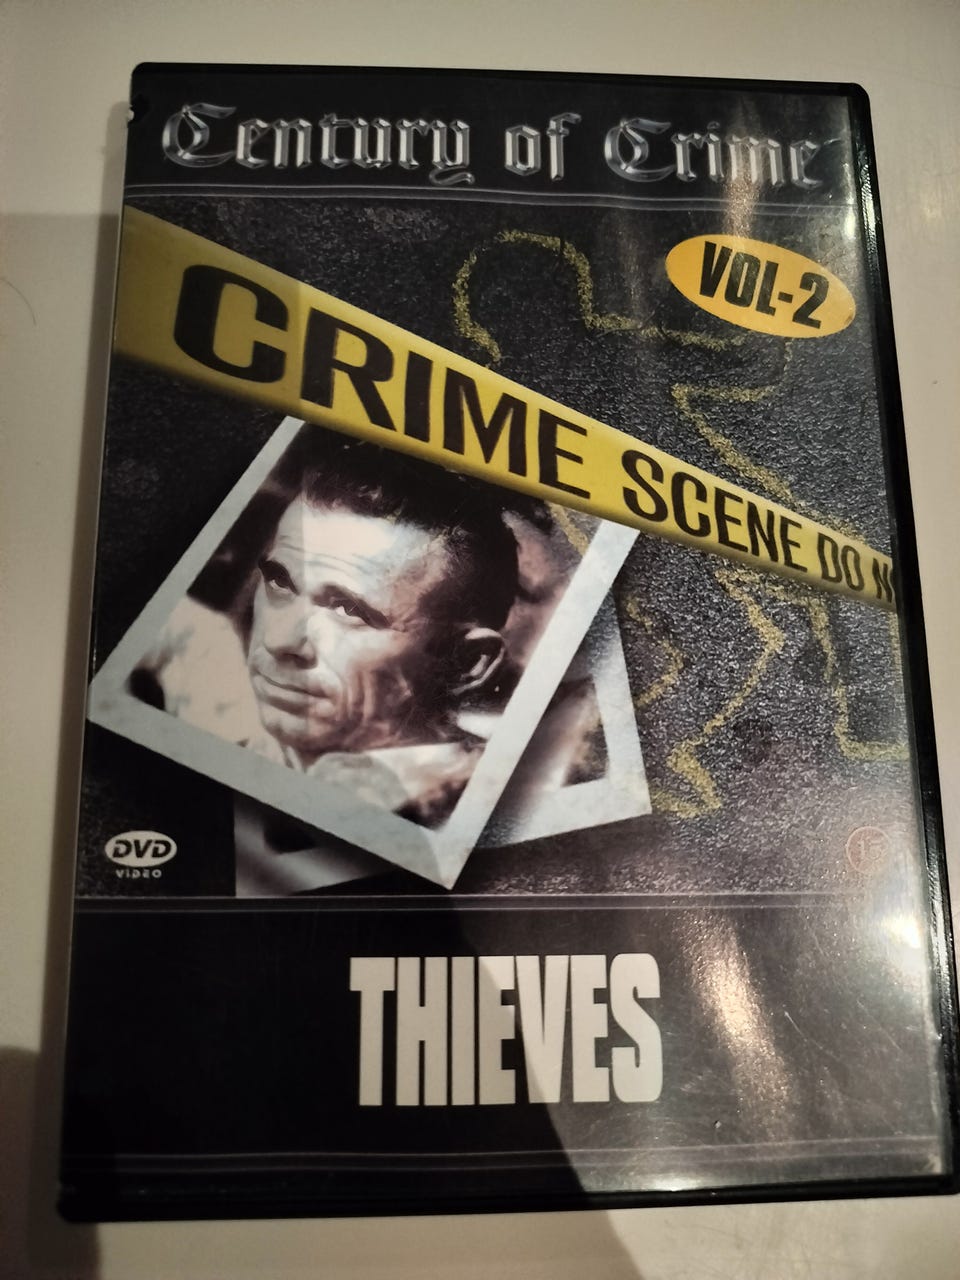 Century of Crime
VOL-2
CRIME SCENE DO N
DVD
VIDEO
15
THIEVES